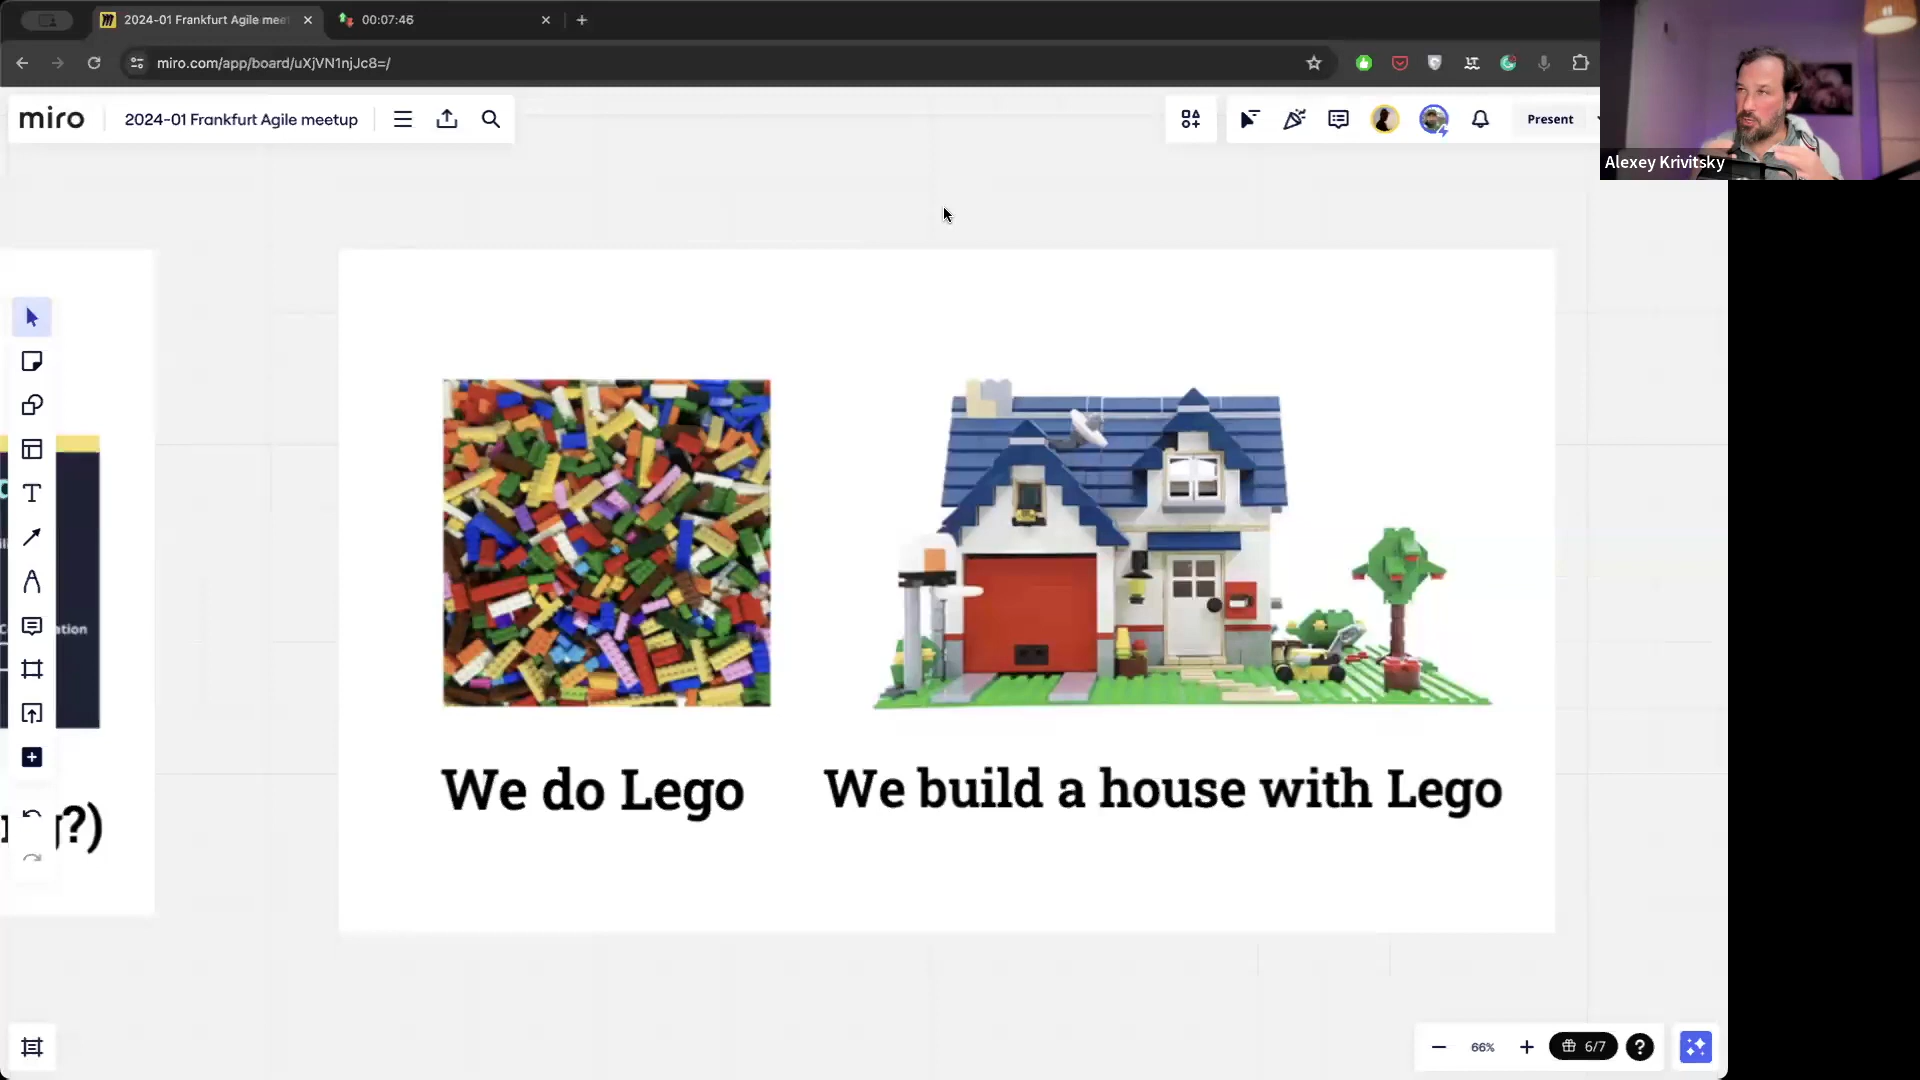 2024-01 Frankfurt Agile mee
00:07:46
miro.com/app/board/uXjVN1njJc8=/
miro
2024-01 Frankfurt Agile meetup
Present
Alexey Krivitsky
ation
?)
We do Lego
We build a house with Lego
66%
6/7